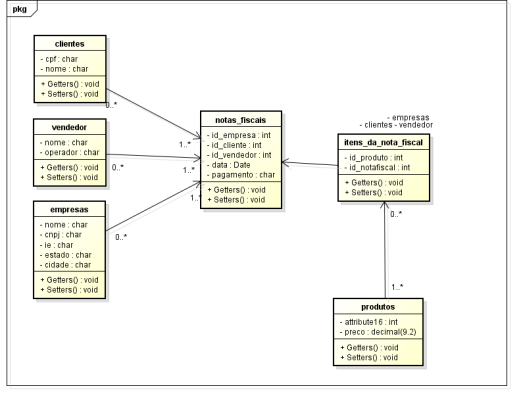 pkg
clientes
- cpf : char
- nome : char
+ Getters() : void
+ Setters() : void
0..*
vendedor
- nome : char
- operador : char
+ Getters() : void
+ Setters() : void
0..*
empresas
- nome : char
- cnpj : char
- ie : char
- estado : char
- cidade : char
+ Getters() : void
+ Setters() : void
0..*
notas_fiscais
- id_empresa : int
- id_cliente : int
- id_vendedor : int
- data : Date
- pagamento : char
+ Getters() : void
+ Setters() : void
1..*
1..*
1..*
- empresas
- clientes - vendedor
itens_da_nota_fiscal
- id_produto : int
- id_notafiscal : int
+ Getters() : void
+ Setters() : void
0..*
1..*
produtos
- attribute16 : int
- preco : decimal(9.2)
+ Getters() : void
+ Setters() : void